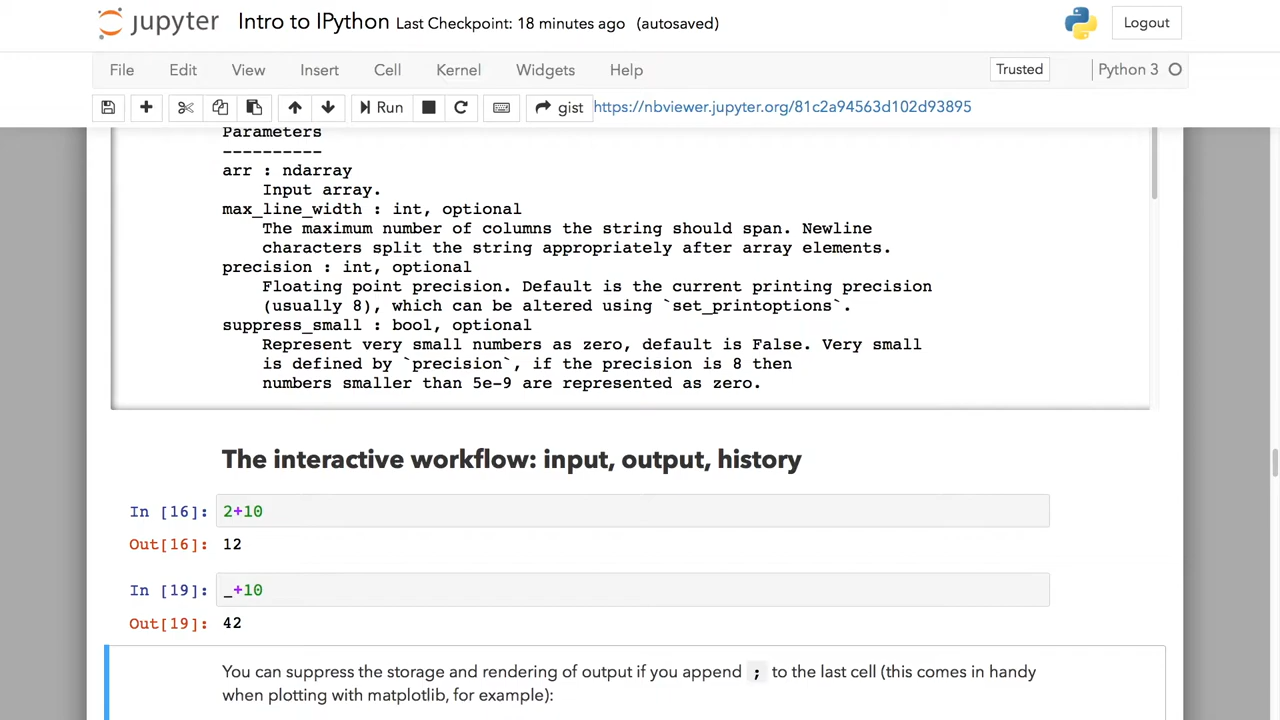 jupyter Intro to IPython Last Checkpoint: 18 minutes ago (autosaved) Logout
File Edit View Insert Cell Kernel Widgets Help Trusted Python 3
Run gist https://nbviewer.jupyter.org/81c2a94563d102d93895
Parameters
----------
arr : ndarray
    Input array.
max_line_width : int, optional
    The maximum number of columns the string should span. Newline
    characters split the string appropriately after array elements.
precision : int, optional
    Floating point precision. Default is the current printing precision
    (usually 8), which can be altered using `set_printoptions`.
suppress_small : bool, optional
    Represent very small numbers as zero, default is False. Very small
    is defined by `precision`, if the precision is 8 then
    numbers smaller than 5e-9 are represented as zero.
The interactive workflow: input, output, history
In [16]: 2+10
Out[16]: 12
In [19]: _+10
Out[19]: 42
You can suppress the storage and rendering of output if you append ; to the last cell (this comes in handy
when plotting with matplotlib, for example):